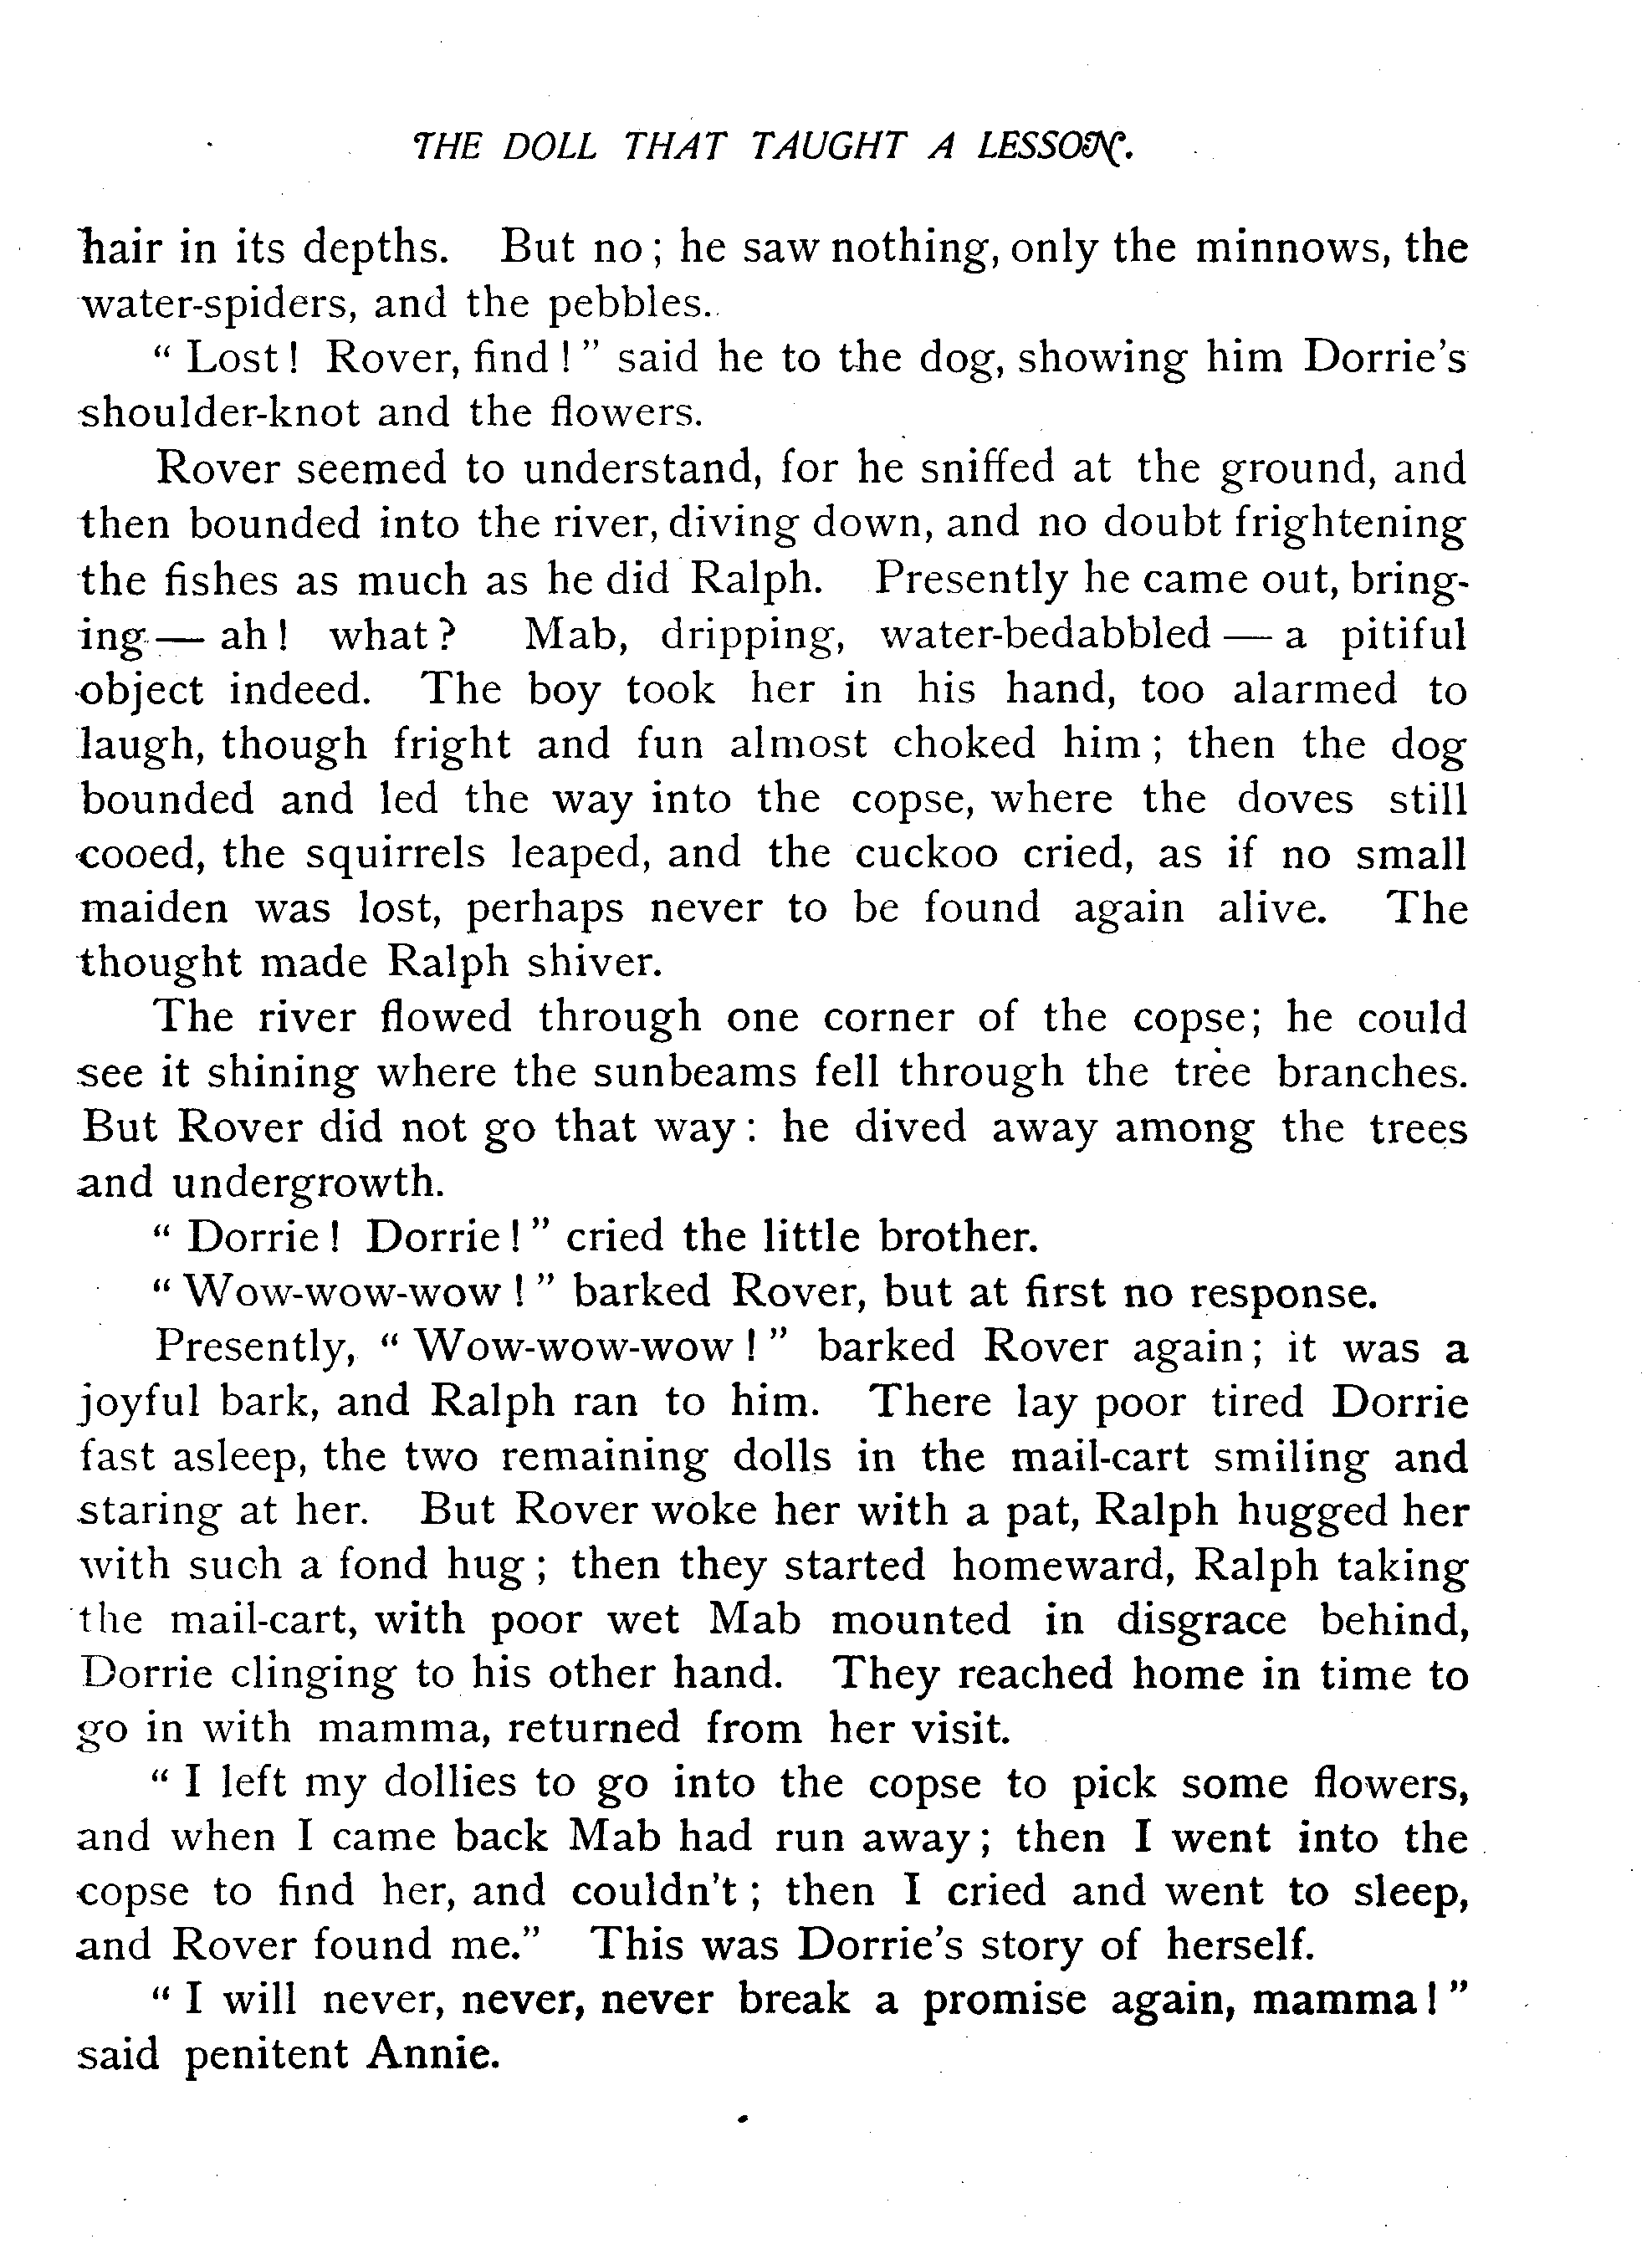 THE DOLL THAT TAUGHT A LESSON.
hair in its depths. But no; he saw nothing, only the minnows, the
water-spiders, and the pebbles.
“ Lost! Rover, find!” said he to the dog, showing him Dorrie's
shoulder-knot and the flowers.
Rover seemed to understand, for he sniffed at the ground, and
then bounded into the river, diving down, and no doubt frightening
the fishes as much as he did Ralph. Presently he came out, bring-
ing — ah! what? Mab, dripping, water-bedabbled — a pitiful
object indeed. The boy took her in his hand, too alarmed to
laugh, though fright and fun almost choked him; then the dog
bounded and led the way into the copse, where the doves still
cooed, the squirrels leaped, and the cuckoo cried, as if no small
maiden was lost, perhaps never to be found again alive. The
thought made Ralph shiver.
The river flowed through one corner of the copse; he could
see it shining where the sunbeams fell through the tree branches.
But Rover did not go that way: he dived away among the trees
and undergrowth.
“ Dorrie! Dorrie!” cried the little brother.
“ Wow-wow-wow!” barked Rover, but at first no response.
Presently, “ Wow-wow-wow!” barked Rover again; it was a
joyful bark, and Ralph ran to him. There lay poor tired Dorrie
fast asleep, the two remaining dolls in the mail-cart smiling and
staring at her. But Rover woke her with a pat, Ralph hugged her
with such a fond hug; then they started homeward, Ralph taking
the mail-cart, with poor wet Mab mounted in disgrace behind,
Dorrie clinging to his other hand. They reached home in time to
go in with mamma, returned from her visit.
“ I left my dollies to go into the copse to pick some flowers,
and when I came back Mab had run away; then I went into the
copse to find her, and couldn't; then I cried and went to sleep,
and Rover found me.” This was Dorrie's story of herself.
“ I will never, never, never break a promise again, mamma!”
said penitent Annie.